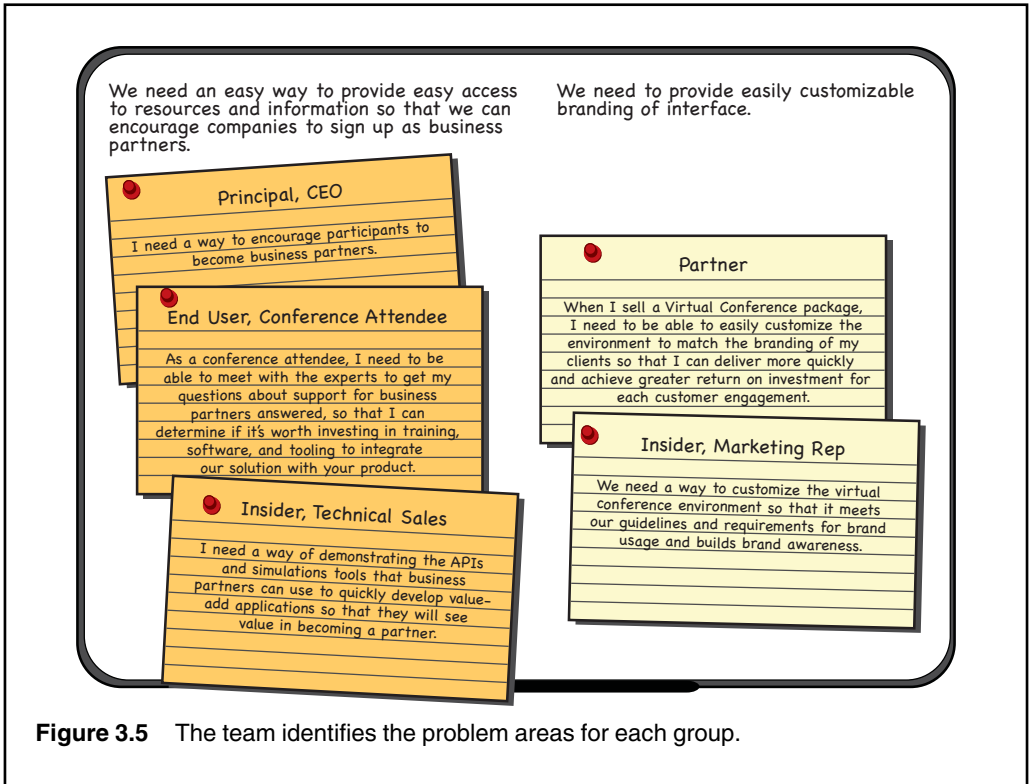 We need an easy way to provide easy access
to resources and information so that we can
encourage companies to sign up as business
partners.
Principal, CEO
I need a way to encourage participants to
become business partners.
End User, Conference Attendee
As a conference attendee, I need to be
able to meet with the experts to get my
questions about support for business
partners answered, so that I can
determine if it's worth investing in training,
software, and tooling to integrate
our solution with your product.
Insider, Technical Sales
I need a way of demonstrating the APIs
and simulations tools that business
partners can use to quickly develop value-
add applications so that they will see
value in becoming a partner.
We need to provide easily customizable
branding of interface.
Partner
When I sell a Virtual Conference package,
I need to be able to easily customize the
environment to match the branding of my
clients so that I can deliver more quickly
and achieve greater return on investment for
each customer engagement.
Insider, Marketing Rep
We need a way to customize the virtual
conference environment so that it meets
our guidelines and requirements for brand
usage and builds brand awareness.
Figure 3.5 The team identifies the problem areas for each group.